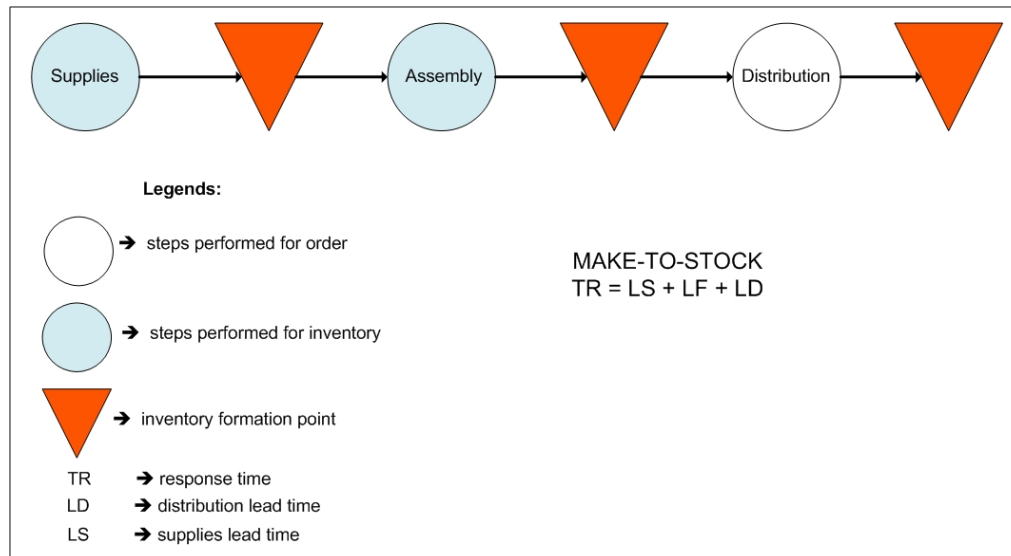 Supplies
Assembly
Distribution
Legends:
➔ steps performed for order
➔ steps performed for inventory
➔ inventory formation point
MAKE-TO-STOCK
TR = LS + LF + LD
TR ➔ response time
LD ➔ distribution lead time
LS ➔ supplies lead time